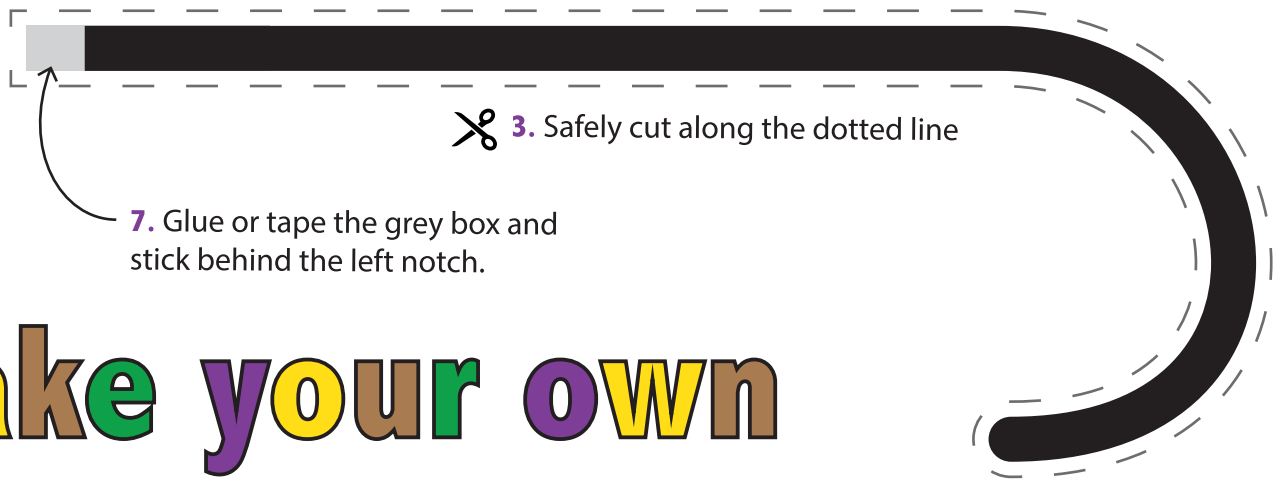 3. Safely cut along the dotted line
7. Glue or tape the grey box and
stick behind the left notch.
ake your own